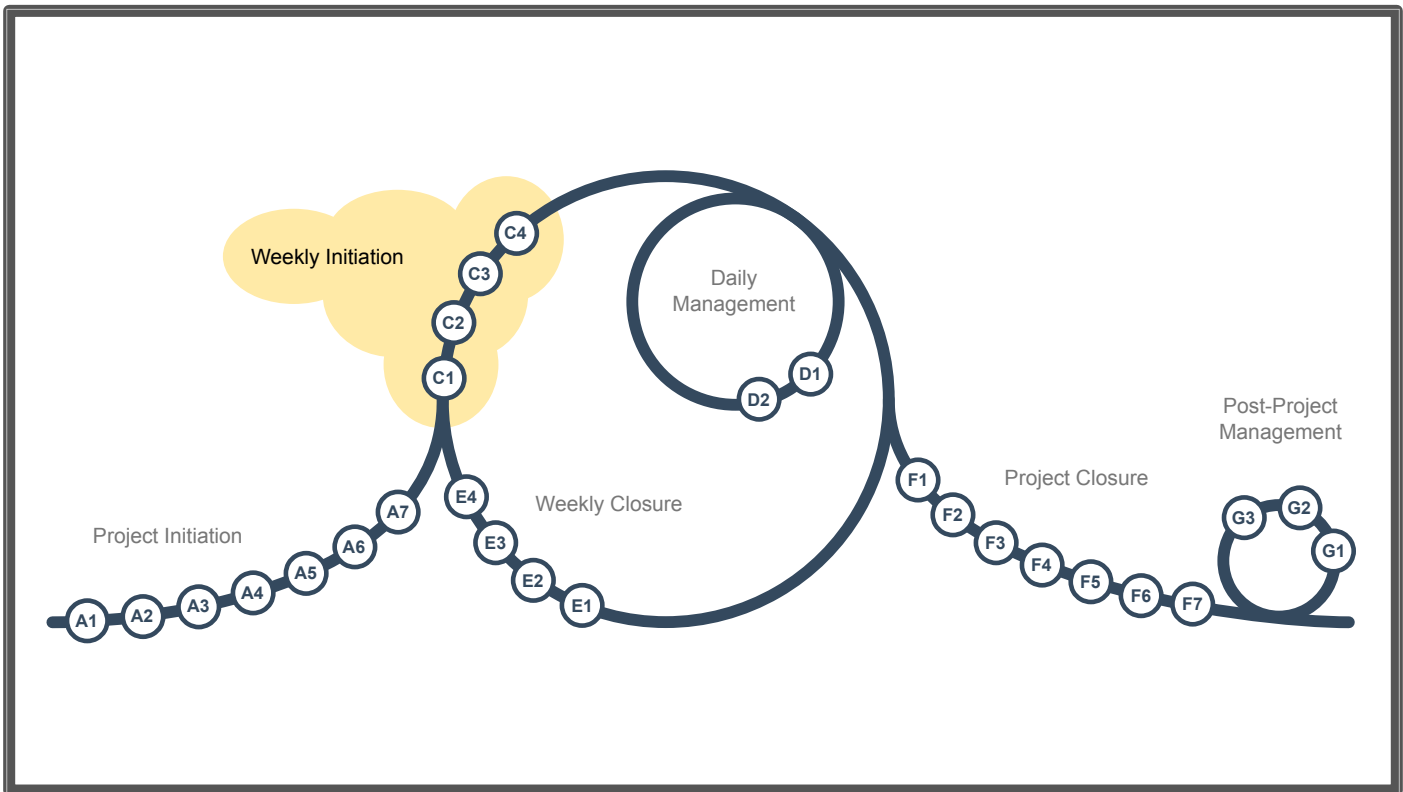 Weekly Initiation
C4
C3
C2
C1
Daily
Management
D1
D2
Post-Project
Management
Project Closure
Weekly Closure
Project Initiation
A1
A2
A3
A4
A5
A6
A7
E4
E3
E2
E1
F1
F2
F3
F4
F5
F6
F7
G3
G2
G1